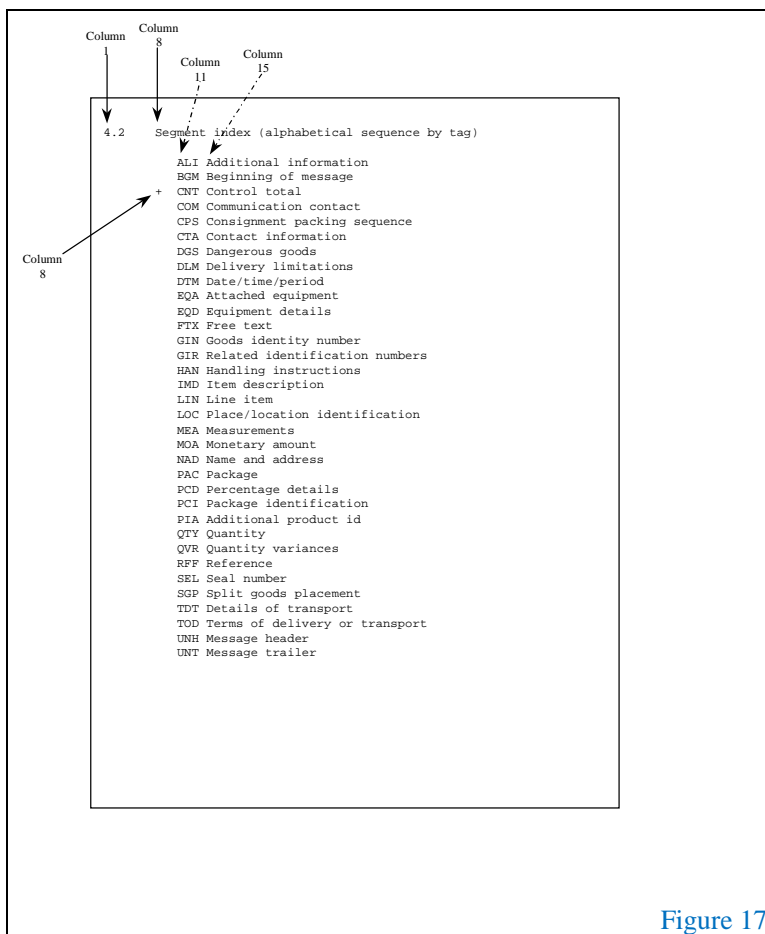 Column
1
Column
8
Column
11
Column
15
4.2 Segment index (alphabetical sequence by tag)
ALI Additional information
BGM Beginning of message
+ CNT Control total
COM Communication contact
CPS Consignment packing sequence
CTA Contact information
DGS Dangerous goods
DLM Delivery limitations
DTM Date/time/period
EQA Attached equipment
EQD Equipment details
FTX Free text
GIN Goods identity number
GIR Related identification numbers
HAN Handling instructions
IMD Item description
LIN Line item
LOC Place/location identification
MEA Measurements
MOA Monetary amount
NAD Name and address
PAC Package
PCD Percentage details
PCI Package identification
PIA Additional product id
QTY Quantity
QVR Quantity variances
RFF Reference
SEL Seal number
SGP Split goods placement
TDT Details of transport
TOD Terms of delivery or transport
UNH Message header
UNT Message trailer
Column
8
Figure 17